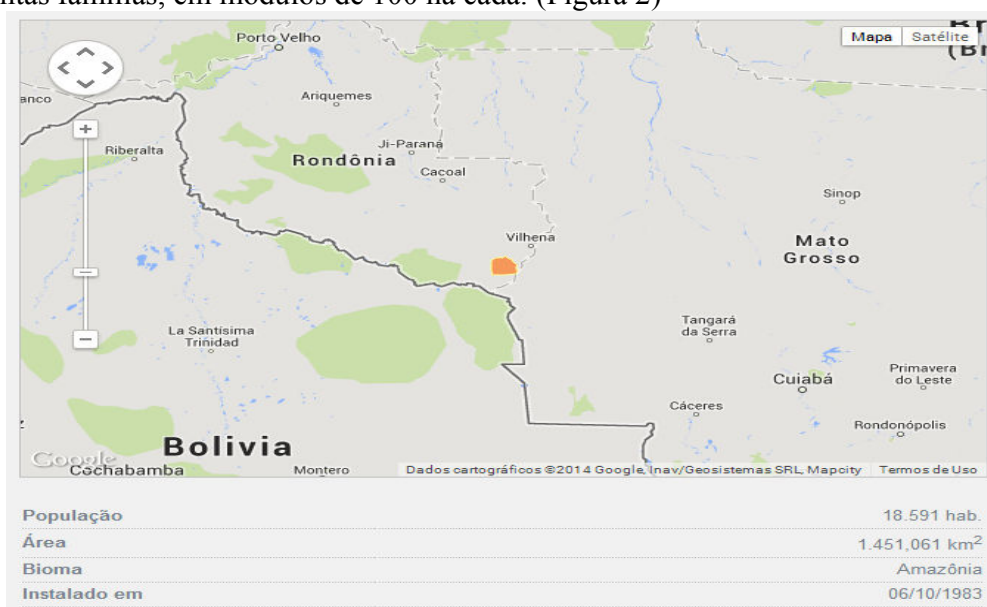 ntas famílias, em módulos de 100 ha cada. (Figura 2)
Porto Velho
Mapa Satélite
Ariquemes
Riberalta
Ji-Paraná
Rondônia
Cacoal
Sinop
Vilhena
Mato
Grosso
La Santísima
Trinidad
Tangará
da Serra
Cuiabá
Primavera
do Leste
Cáceres
Rondonópolis
Bolivia
Google
Cochabamba
Montero
Dados cartográficos ©2014 Google, Inav/Geosistemas SRL, Mapcity Termos de Uso
População 18.591 hab.
Área 1.451,061 km²
Bioma Amazônia
Instalado em 06/10/1983